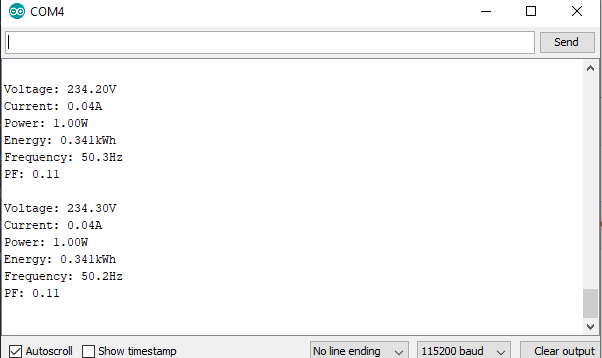 COM4
Send
Voltage: 234.20V
Current: 0.04A
Power: 1.00W
Energy: 0.341kWh
Frequency: 50.3Hz
PF: 0.11
Voltage: 234.30V
Current: 0.04A
Power: 1.00W
Energy: 0.341kWh
Frequency: 50.2Hz
PF: 0.11
Autoscroll Show timestamp No line ending 115200 baud Clear output